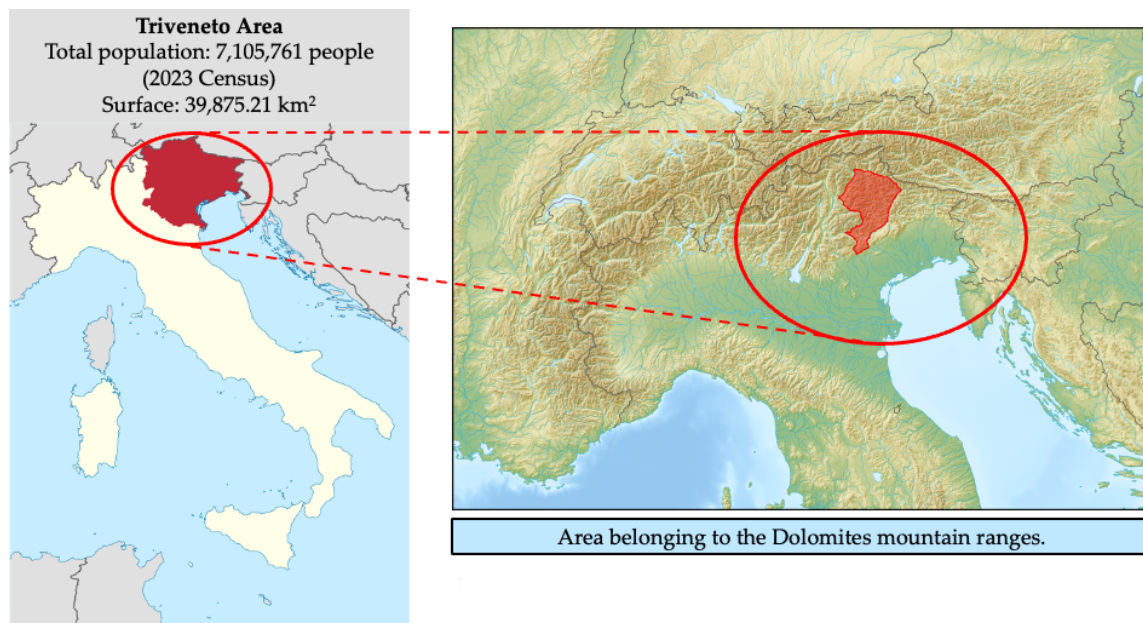 Triveneto Area
Total population: 7,105,761 people
(2023 Census)
Surface: 39,875.21 km²
Area belonging to the Dolomites mountain ranges.